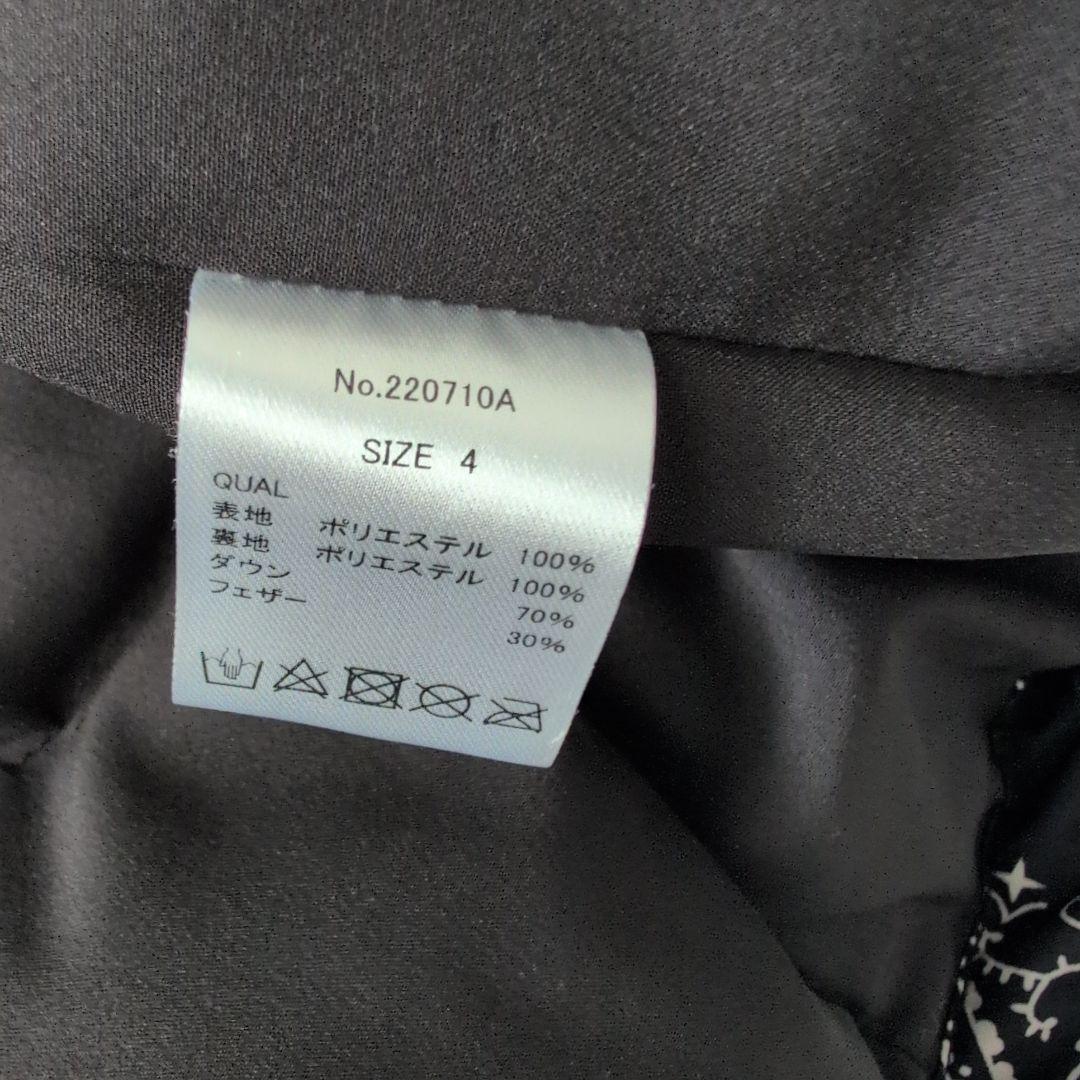 No.220710A
SIZE 4
QUAL
表地 ポリエステル 100%
裏地 ポリエステル 100%
ダウン 70%
フェザー 30%